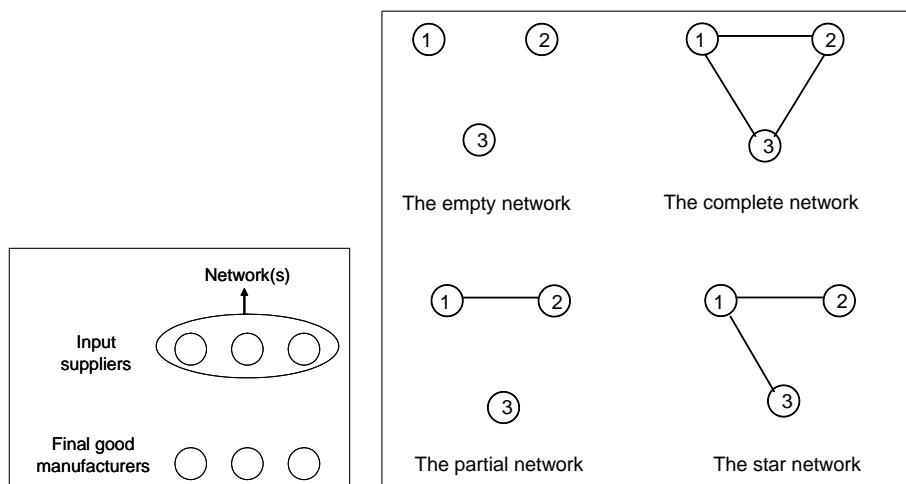 Network(s)
Input
suppliers
Final good
manufacturers
1
2
3
The empty network
1
2
3
The complete network
1
2
3
The partial network
1
2
3
The star network